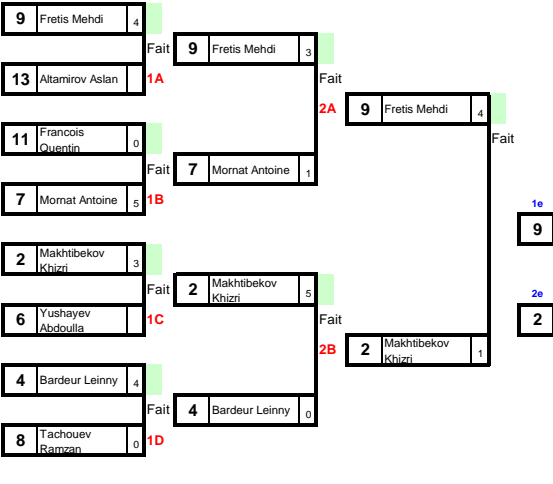 9 Fretis Mehdi 4
Fait
13 Altamirov Aslan
1A
9 Fretis Mehdi 3
Fait
2A
11 Francois
Quentin 0
Fait
7 Mornat Antoine 5
1B
7 Mornat Antoine 1
9 Fretis Mehdi 4
Fait
1e
9
2 Makhtibekov
Khizri 3
Fait
6 Yushayev
Abdoulla
1C
2 Makhtibekov
Khizri 5
Fait
2B
2e
2
2 Makhtibekov
Khizri 1
4 Bardeur Leinny 4
Fait
8 Tachouev
Ramzan 0
1D
4 Bardeur Leinny 0